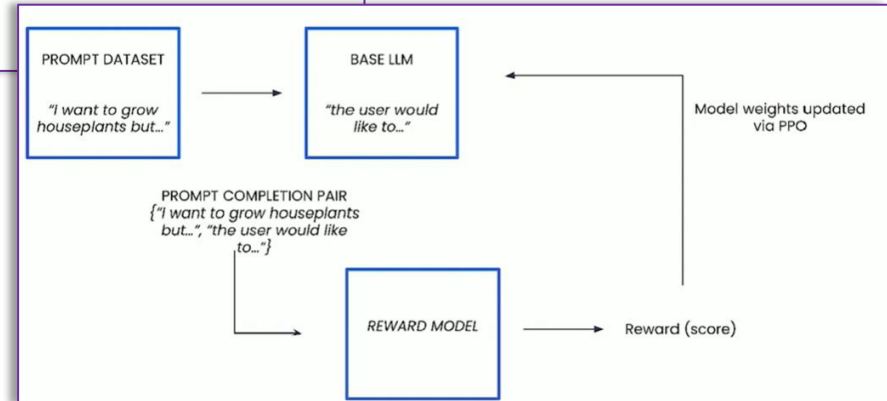 PROMPT DATASET
"I want to grow
houseplants but..."
BASE LLM
"the user would
like to..."
Model weights updated
via PPO
PROMPT COMPLETION PAIR
{"I want to grow houseplants
but...", "the user would like
to..."}
REWARD MODEL
Reward (score)